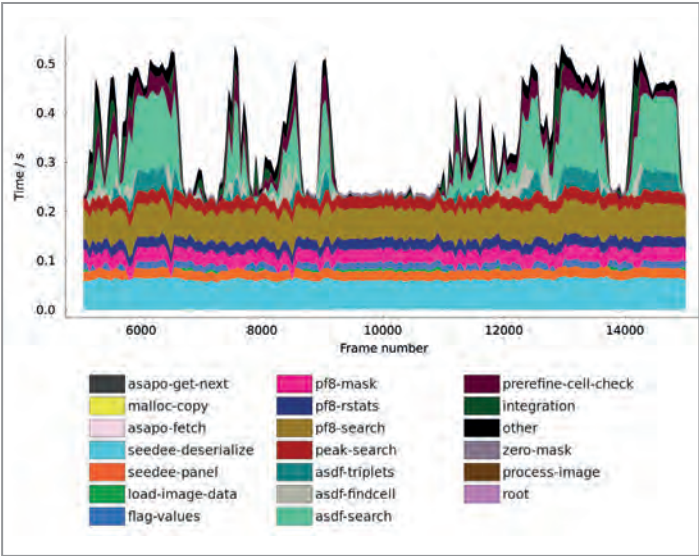 0.5
0.4
0.3
0.2
0.1
0.0
Time / s
6000 8000 10000 12000 14000
Frame number
asapo-get-next pf8-mask prerefine-cell-check
malloc-copy pf8-rstats integration
asapo-fetch pf8-search other
seedee-deserialize peak-search zero-mask
seedee-panel asdf-triplets process-image
load-image-data asdf-findcell root
flag-values asdf-search